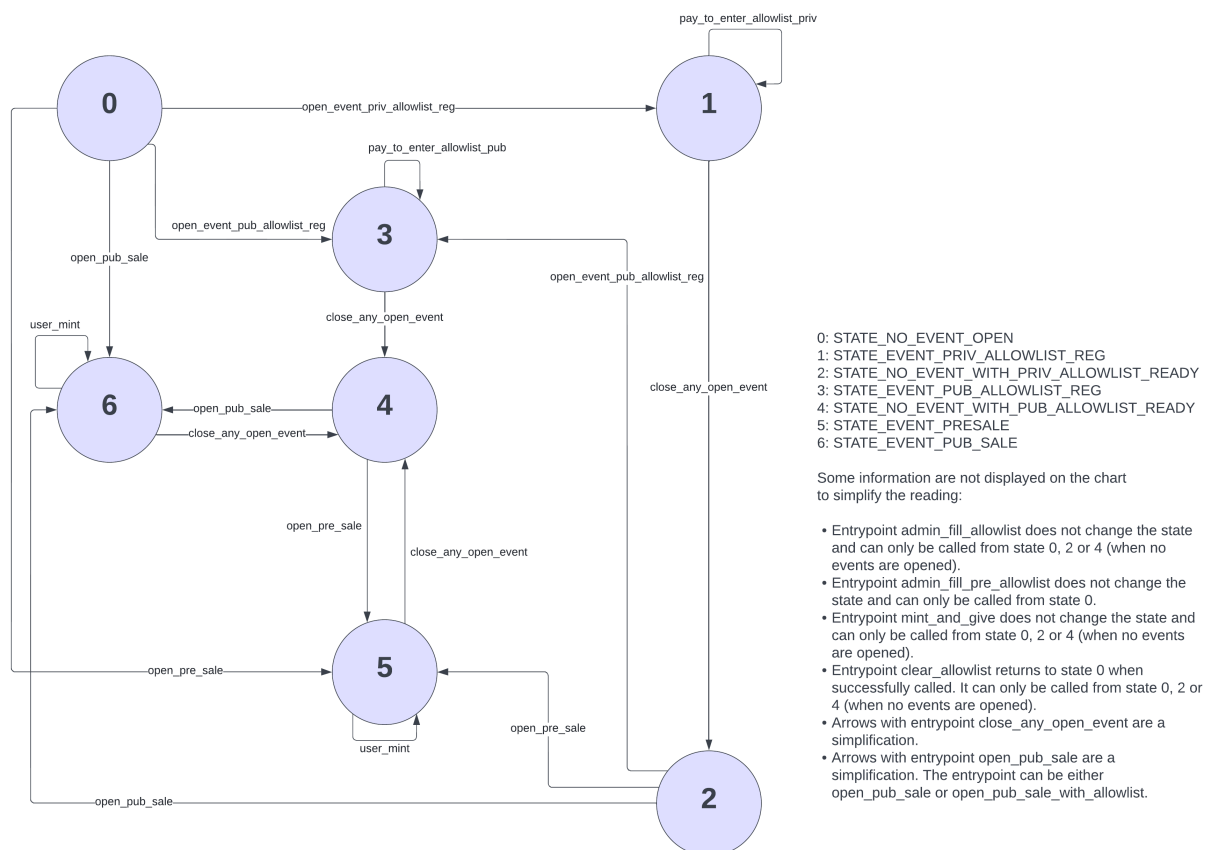 pay_to_enter_allowlist_priv
0
open_event_priv_allowlist_reg
1
pay_to_enter_allowlist_pub
open_event_pub_allowlist_reg
3
open_pub_sale
open_event_pub_allowlist_reg
close_any_open_event
user_mint
close_any_open_event
6
open_pub_sale
4
close_any_open_event
open_pre_sale
close_any_open_event
open_pre_sale
5
open_pre_sale
user_mint
open_pub_sale
2
0: STATE_NO_EVENT_OPEN
1: STATE_EVENT_PRIV_ALLOWLIST_REG
2: STATE_NO_EVENT_WITH_PRIV_ALLOWLIST_READY
3: STATE_EVENT_PUB_ALLOWLIST_REG
4: STATE_NO_EVENT_WITH_PUB_ALLOWLIST_READY
5: STATE_EVENT_PRESALE
6: STATE_EVENT_PUB_SALE
Some information are not displayed on the chart
to simplify the reading:
• Entrypoint admin_fill_allowlist does not change the state
and can only be called from state 0, 2 or 4 (when no
events are opened).
• Entrypoint admin_fill_pre_allowlist does not change the
state and can only be called from state 0.
• Entrypoint mint_and_give does not change the state and
can only be called from state 0, 2 or 4 (when no events
are opened).
• Entrypoint clear_allowlist returns to state 0 when
successfully called. It can only be called from state 0, 2 or
4 (when no events are opened).
• Arrows with entrypoint close_any_open_event are a
simplification.
• Arrows with entrypoint open_pub_sale are a
simplification. The entrypoint can be either
open_pub_sale or open_pub_sale_with_allowlist.